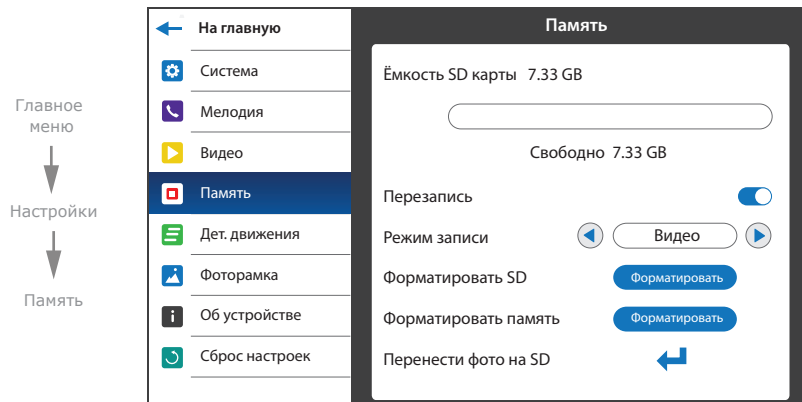 Главное
меню
Настройки
Память
На главную
Система
Мелодия
Видео
Память
Дет. движения
Фоторамка
Об устройстве
Сброс настроек
Память
Ёмкость SD карты 7.33 GB
Свободно 7.33 GB
Перезапись
Режим записи Видео
Форматировать SD Форматировать
Форматировать память Форматировать
Перенести фото на SD